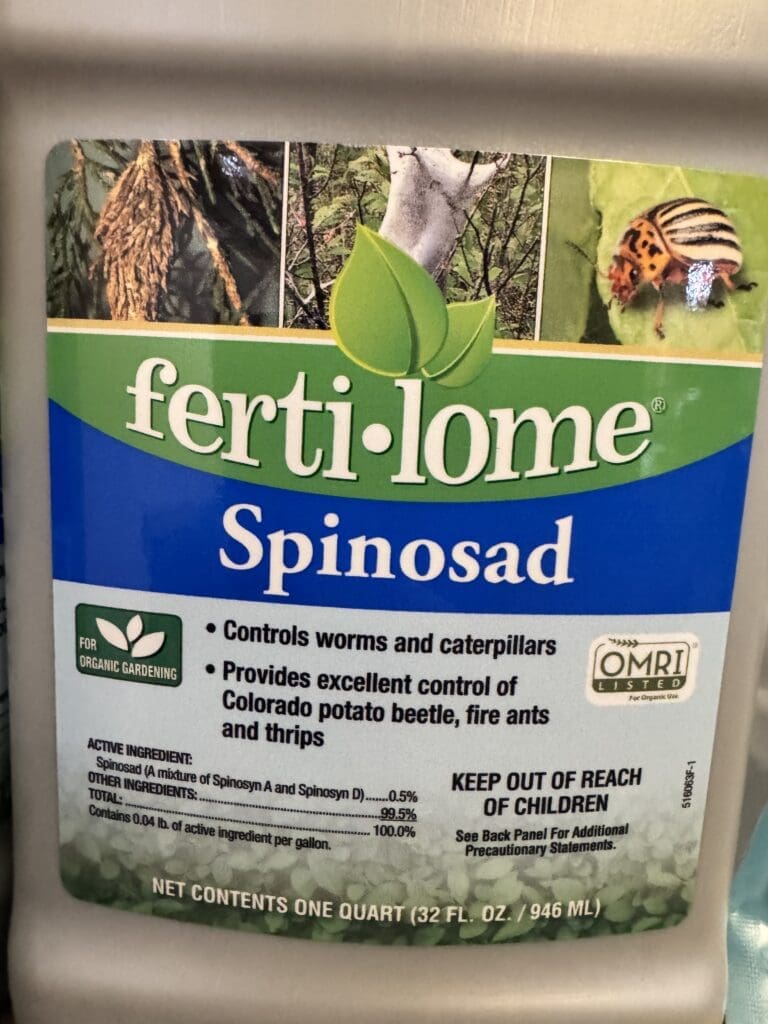 ferti•lome®
Spinosad
FOR
ORGANIC GARDENING
• Controls worms and caterpillars
• Provides excellent control of
Colorado potato beetle, fire ants
and thrips
OMRI®
LISTED
For Organic Use
ACTIVE INGREDIENT:
Spinosad (A mixture of Spinosyn A and Spinosyn D).......0.5%
OTHER INGREDIENTS:..............................................99.5%
TOTAL:................................................................ 100.0%
Contains 0.04 lb. of active ingredient per gallon.
KEEP OUT OF REACH
OF CHILDREN
See Back Panel For Additional
Precautionary Statements.
516063F-1
NET CONTENTS ONE QUART (32 FL. OZ. / 946 ML)